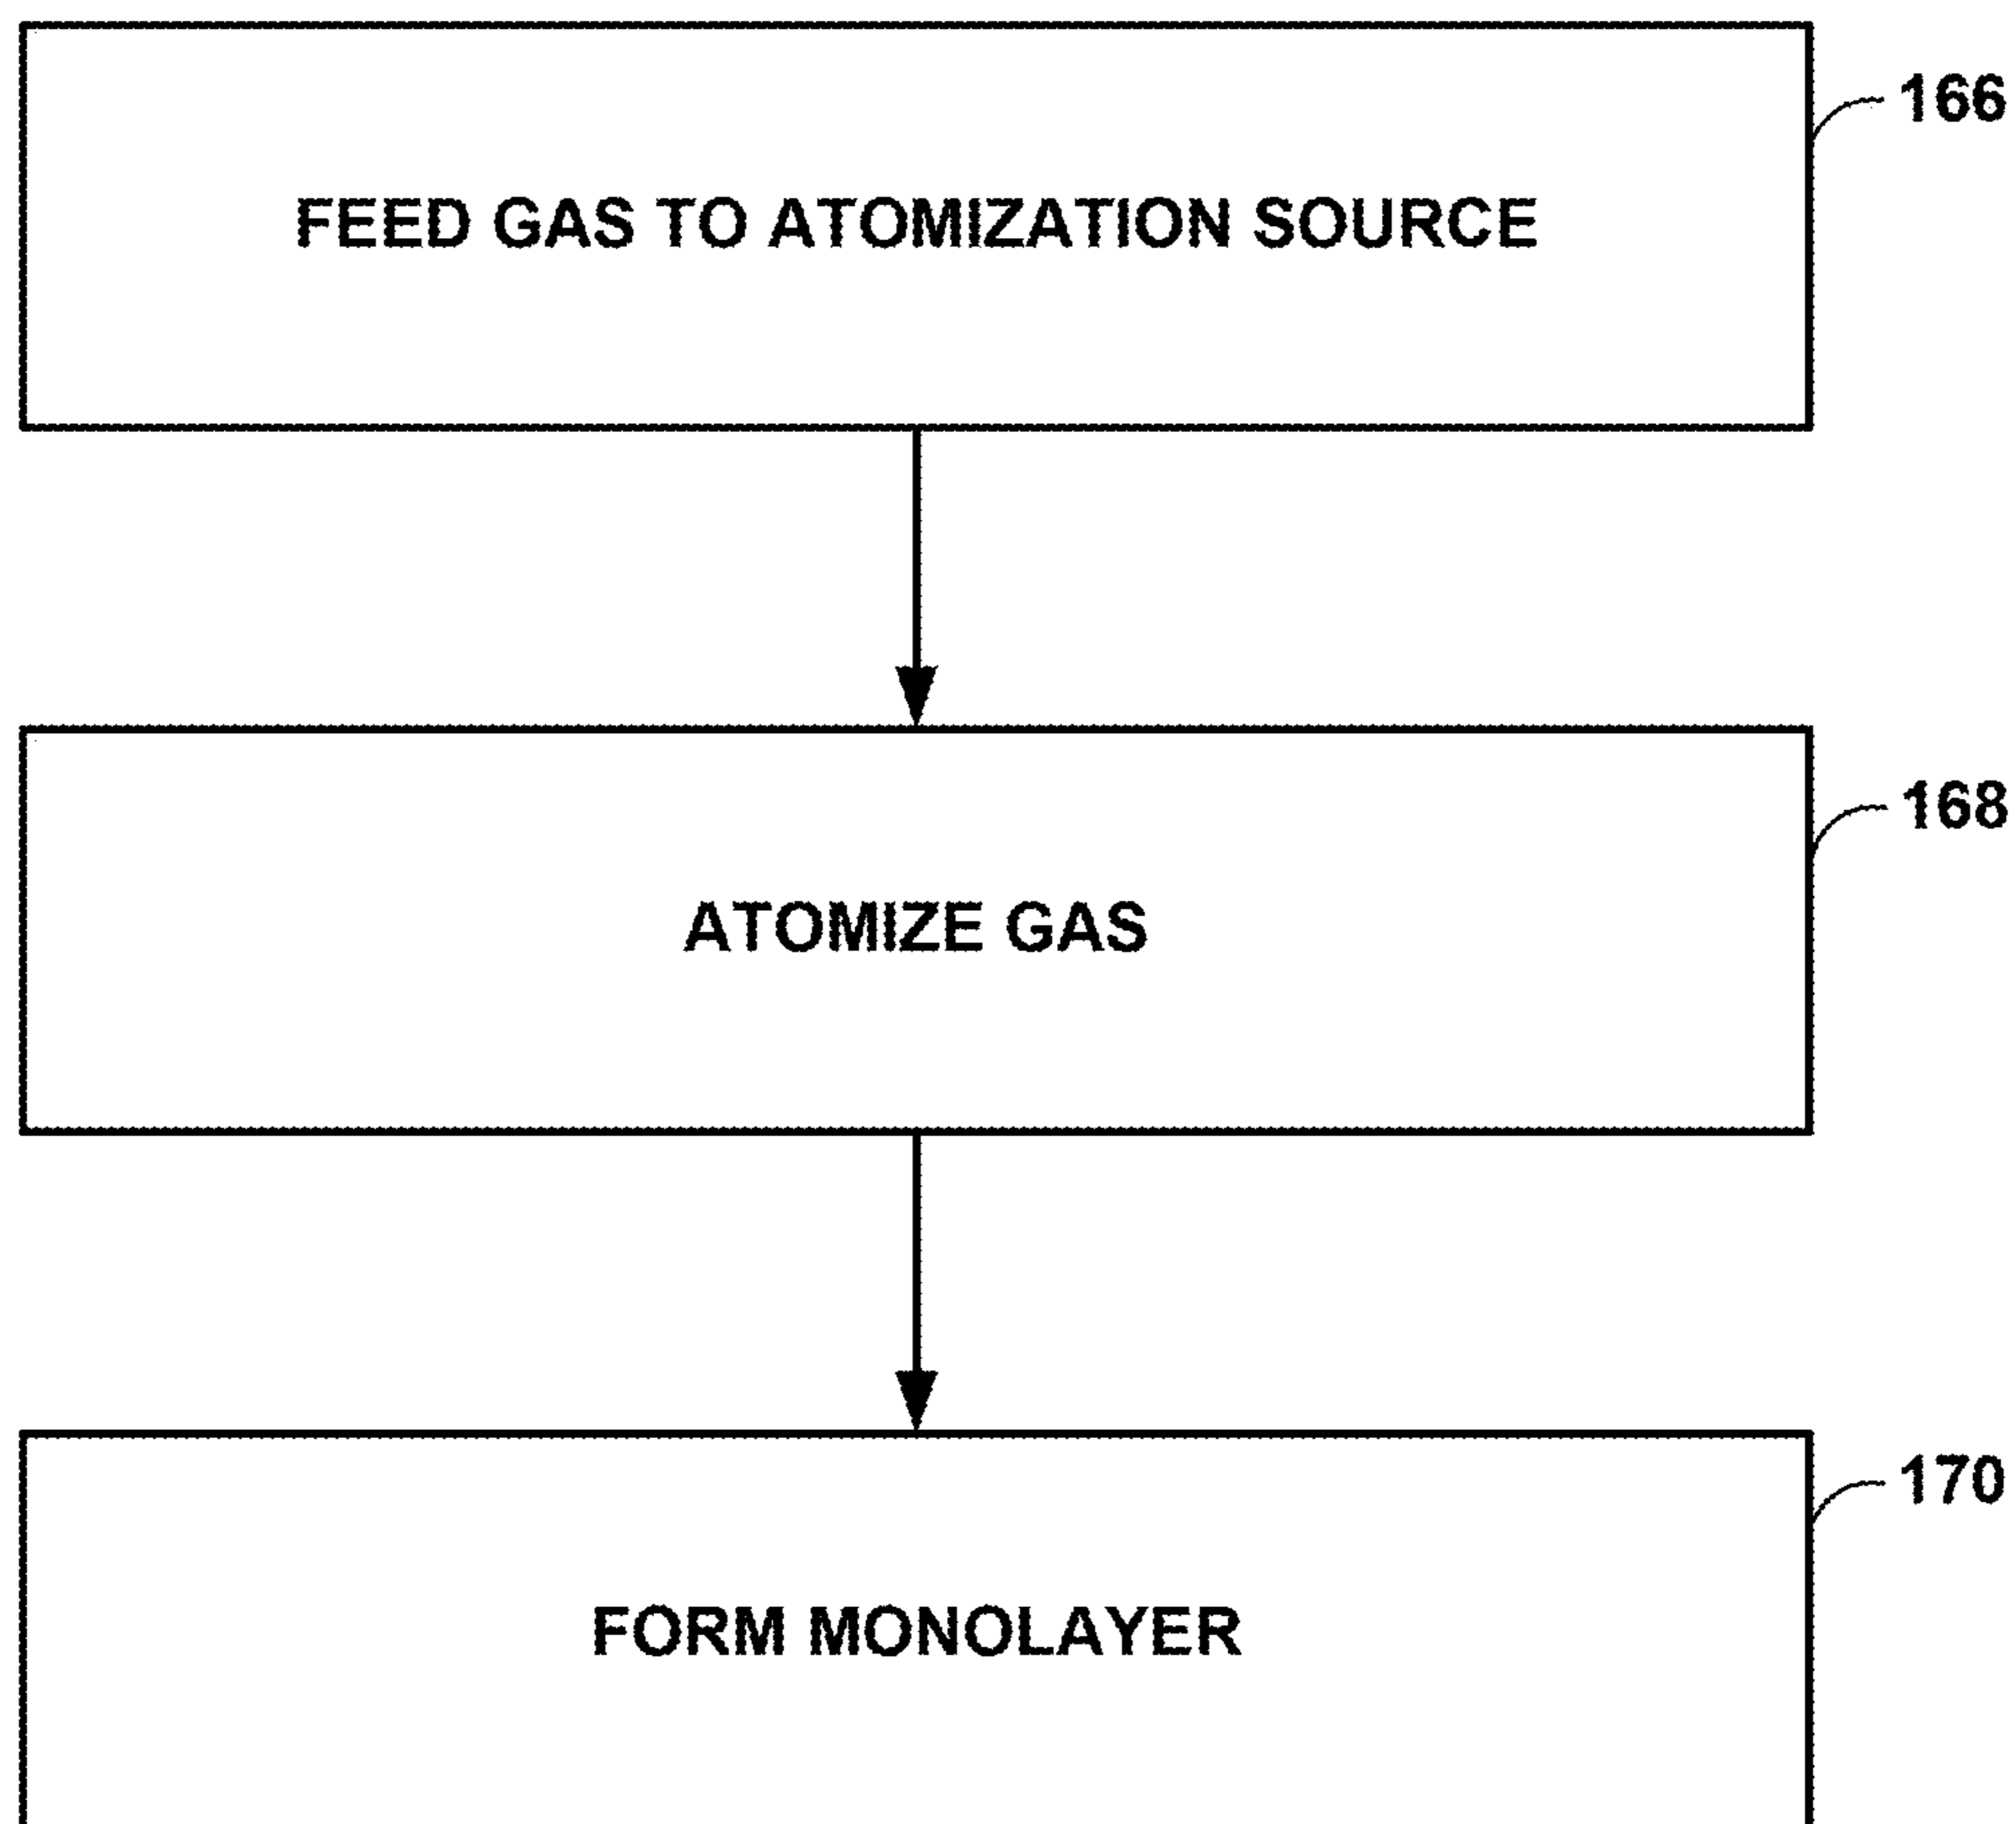 166
FEED GAS TO ATOMIZATION SOURCE
168
ATOMIZE GAS
170
FORM MONOLAYER